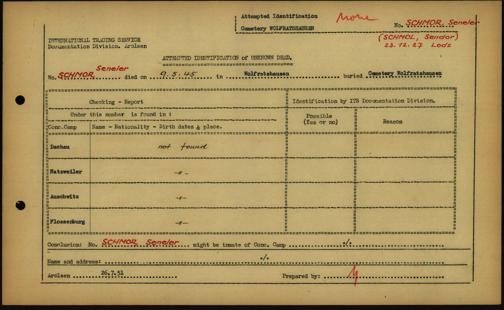 Attempted Identification
Cemetery WOLFRATSHAUSEN
None
No. SCHMOR, Seneler
(SCHMOL, Sendor)
23.12.27 Lodz
INTERNATIONAL TRACING SERVICE
Documentation Division. Arolsen
ATTEMPTED IDENTIFICATION of UNKNOWN DEAD.
No. SCHMOR, Seneler died on 9.5.45 in Wolfratshausen buried Cemetery Wolfratshausen
Checking - Report
Identification by ITS Documentation Division.
Under this number is found in :
Possible
(Yes or no)
Reason
Conc.Camp
Name - Nationality - Birth dates & place.
Dachau not found
Natzweiler -"-
Auschwitz -"-
Flossenburg -"-
Conclusion: No. SCHMOR, Seneler might be inmate of Conc. Camp ./.
Name and address: ./.
Arolsen 26.7.51 Prepared by: